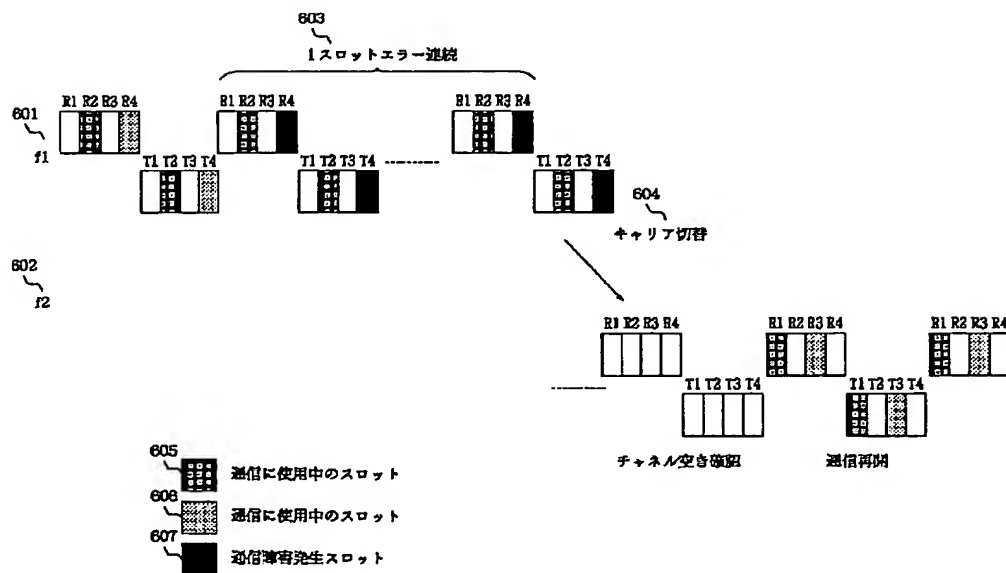 603
1スロットエラー連続
R1 R2 R3 R4
R1 R2 R3 R4
R1 R2 R3 R4
601
f1
T1 T2 T3 T4
T1 T2 T3 T4
T1 T2 T3 T4
604
キャリア切替
602
f2
R1 R2 R3 R4
R1 R2 R3 R4
R1 R2 R3 R4
T1 T2 T3 T4
T1 T2 T3 T4
チャネル空き確認
通信再開
605
通信に使用中のスロット
606
通信に使用中のスロット
607
通信障害発生スロット